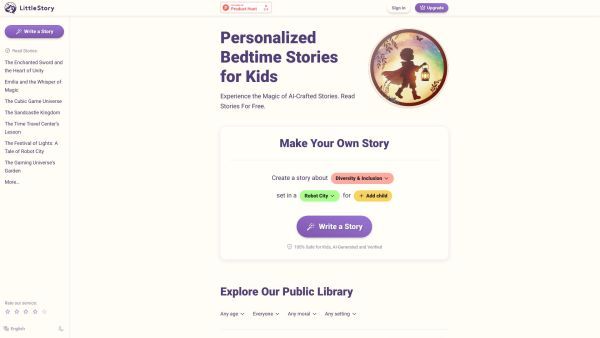 LittleStory
Product Hunt
Sign in
Upgrade
Write a Story
Read Stories
The Enchanted Sword and
the Heart of Unity
Emilia and the Whisper of
Magic
The Cubic Game Universe
The Sandcastle Kingdom
The Time Travel Center's
Lesson
The Festival of Lights: A
Tale of Robot City
The Gaming Universe's
Garden
More...
Personalized
Bedtime Stories
for Kids
Experience the Magic of AI-Crafted Stories. Read
Stories For Free.
Make Your Own Story
Create a story about Diversity & Inclusion
set in a Robot City for + Add child
Write a Story
100% Safe for Kids, AI-Generated and Verified
Explore Our Public Library
Any age Everyone Any moral Any setting
Rate our service:
English